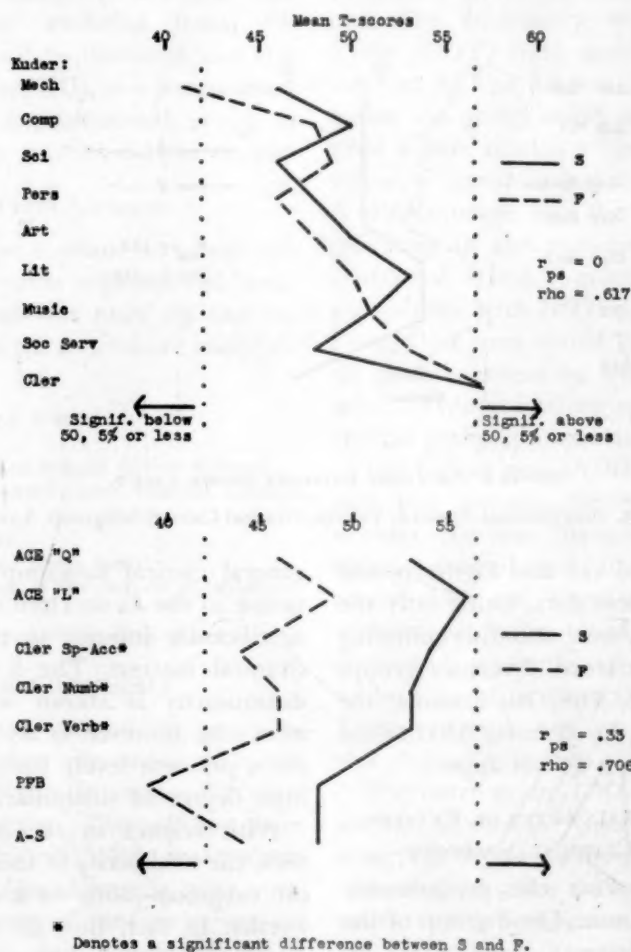 Mean T-scores
40 45 50 55 60
Kuder:
Mech
Comp
Sci
Pers
Art
Lit
Music
Soc Serv
Cler
S
P
r ps = 0
rho = .617
Signif. below
50, 5% or less
Signif. above
50, 5% or less
40 45 50 55
ACE "Q"
ACE "L"
Cler Sp-Acc*
Cler Numb*
Cler Verb*
PPB
A-S
S
P
r ps = .33
rho .706
* Denotes a significant difference between S and P.